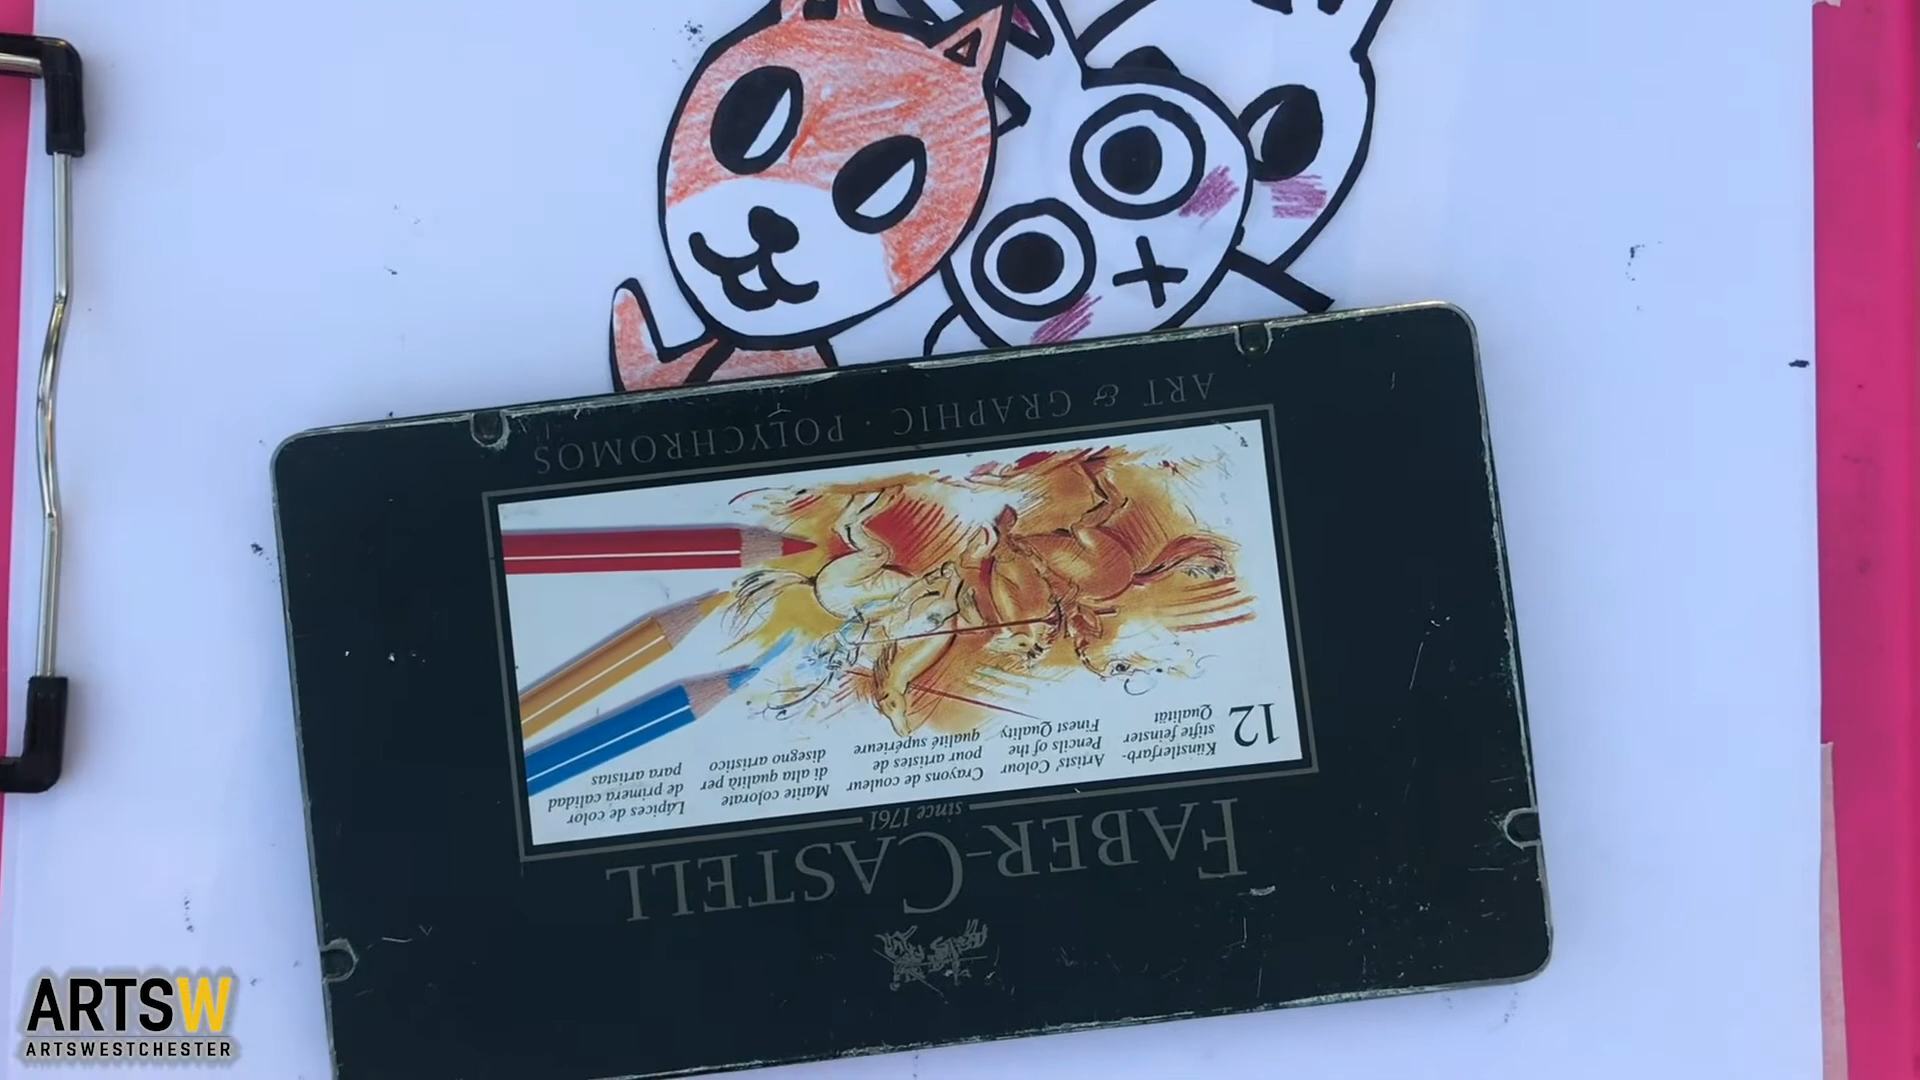 FABER-CASTELL
since 1761
12
Künstlerfarb-
stifte feinster
Qualität
Artists' Colour
Pencils of the
Finest Quality
Crayons de couleur
pour artistes de
qualité supérieure
Matite colorate
di alta qualità per
disegno artistico
Lápices de color
de primera calidad
para artistas
ART & GRAPHIC · POLYCHROMOS
ARTSW
ARTSWESTCHESTER